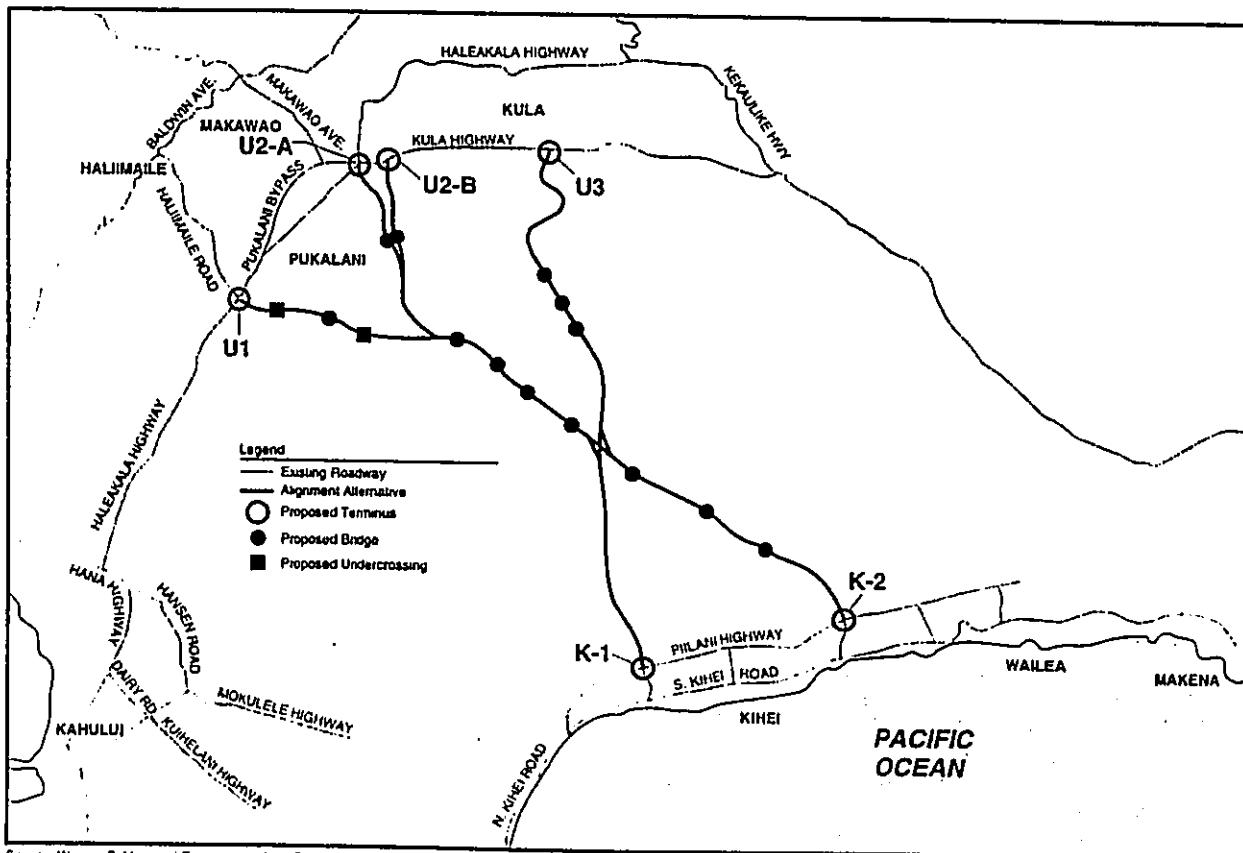 HALEAKALA HIGHWAY
KEKAULIKE HWY
KULA
BALDWIN AVE.
MAKAWAO AVE.
MAKAWAO
U2-A
KULA HIGHWAY
U2-B
U3
HALIIMAILE
HALIIMAILE ROAD
PUKALANI BYPASS
PUKALANI
U1
HALEAKALA HIGHWAY
Legend
Existing Roadway
Alignment Alternative
Proposed Terminus
Proposed Bridge
Proposed Undercrossing
HANA HIGHWAY
HANSEN ROAD
DAIRY RD.
MOKULELE HIGHWAY
KUIHELANI HIGHWAY
KAHULUI
K-2
K-1
PIILANI HIGHWAY
S. KIHEI ROAD
KIHEI
WAILEA
MAKENA
N. KIHEI ROAD
PACIFIC
OCEAN